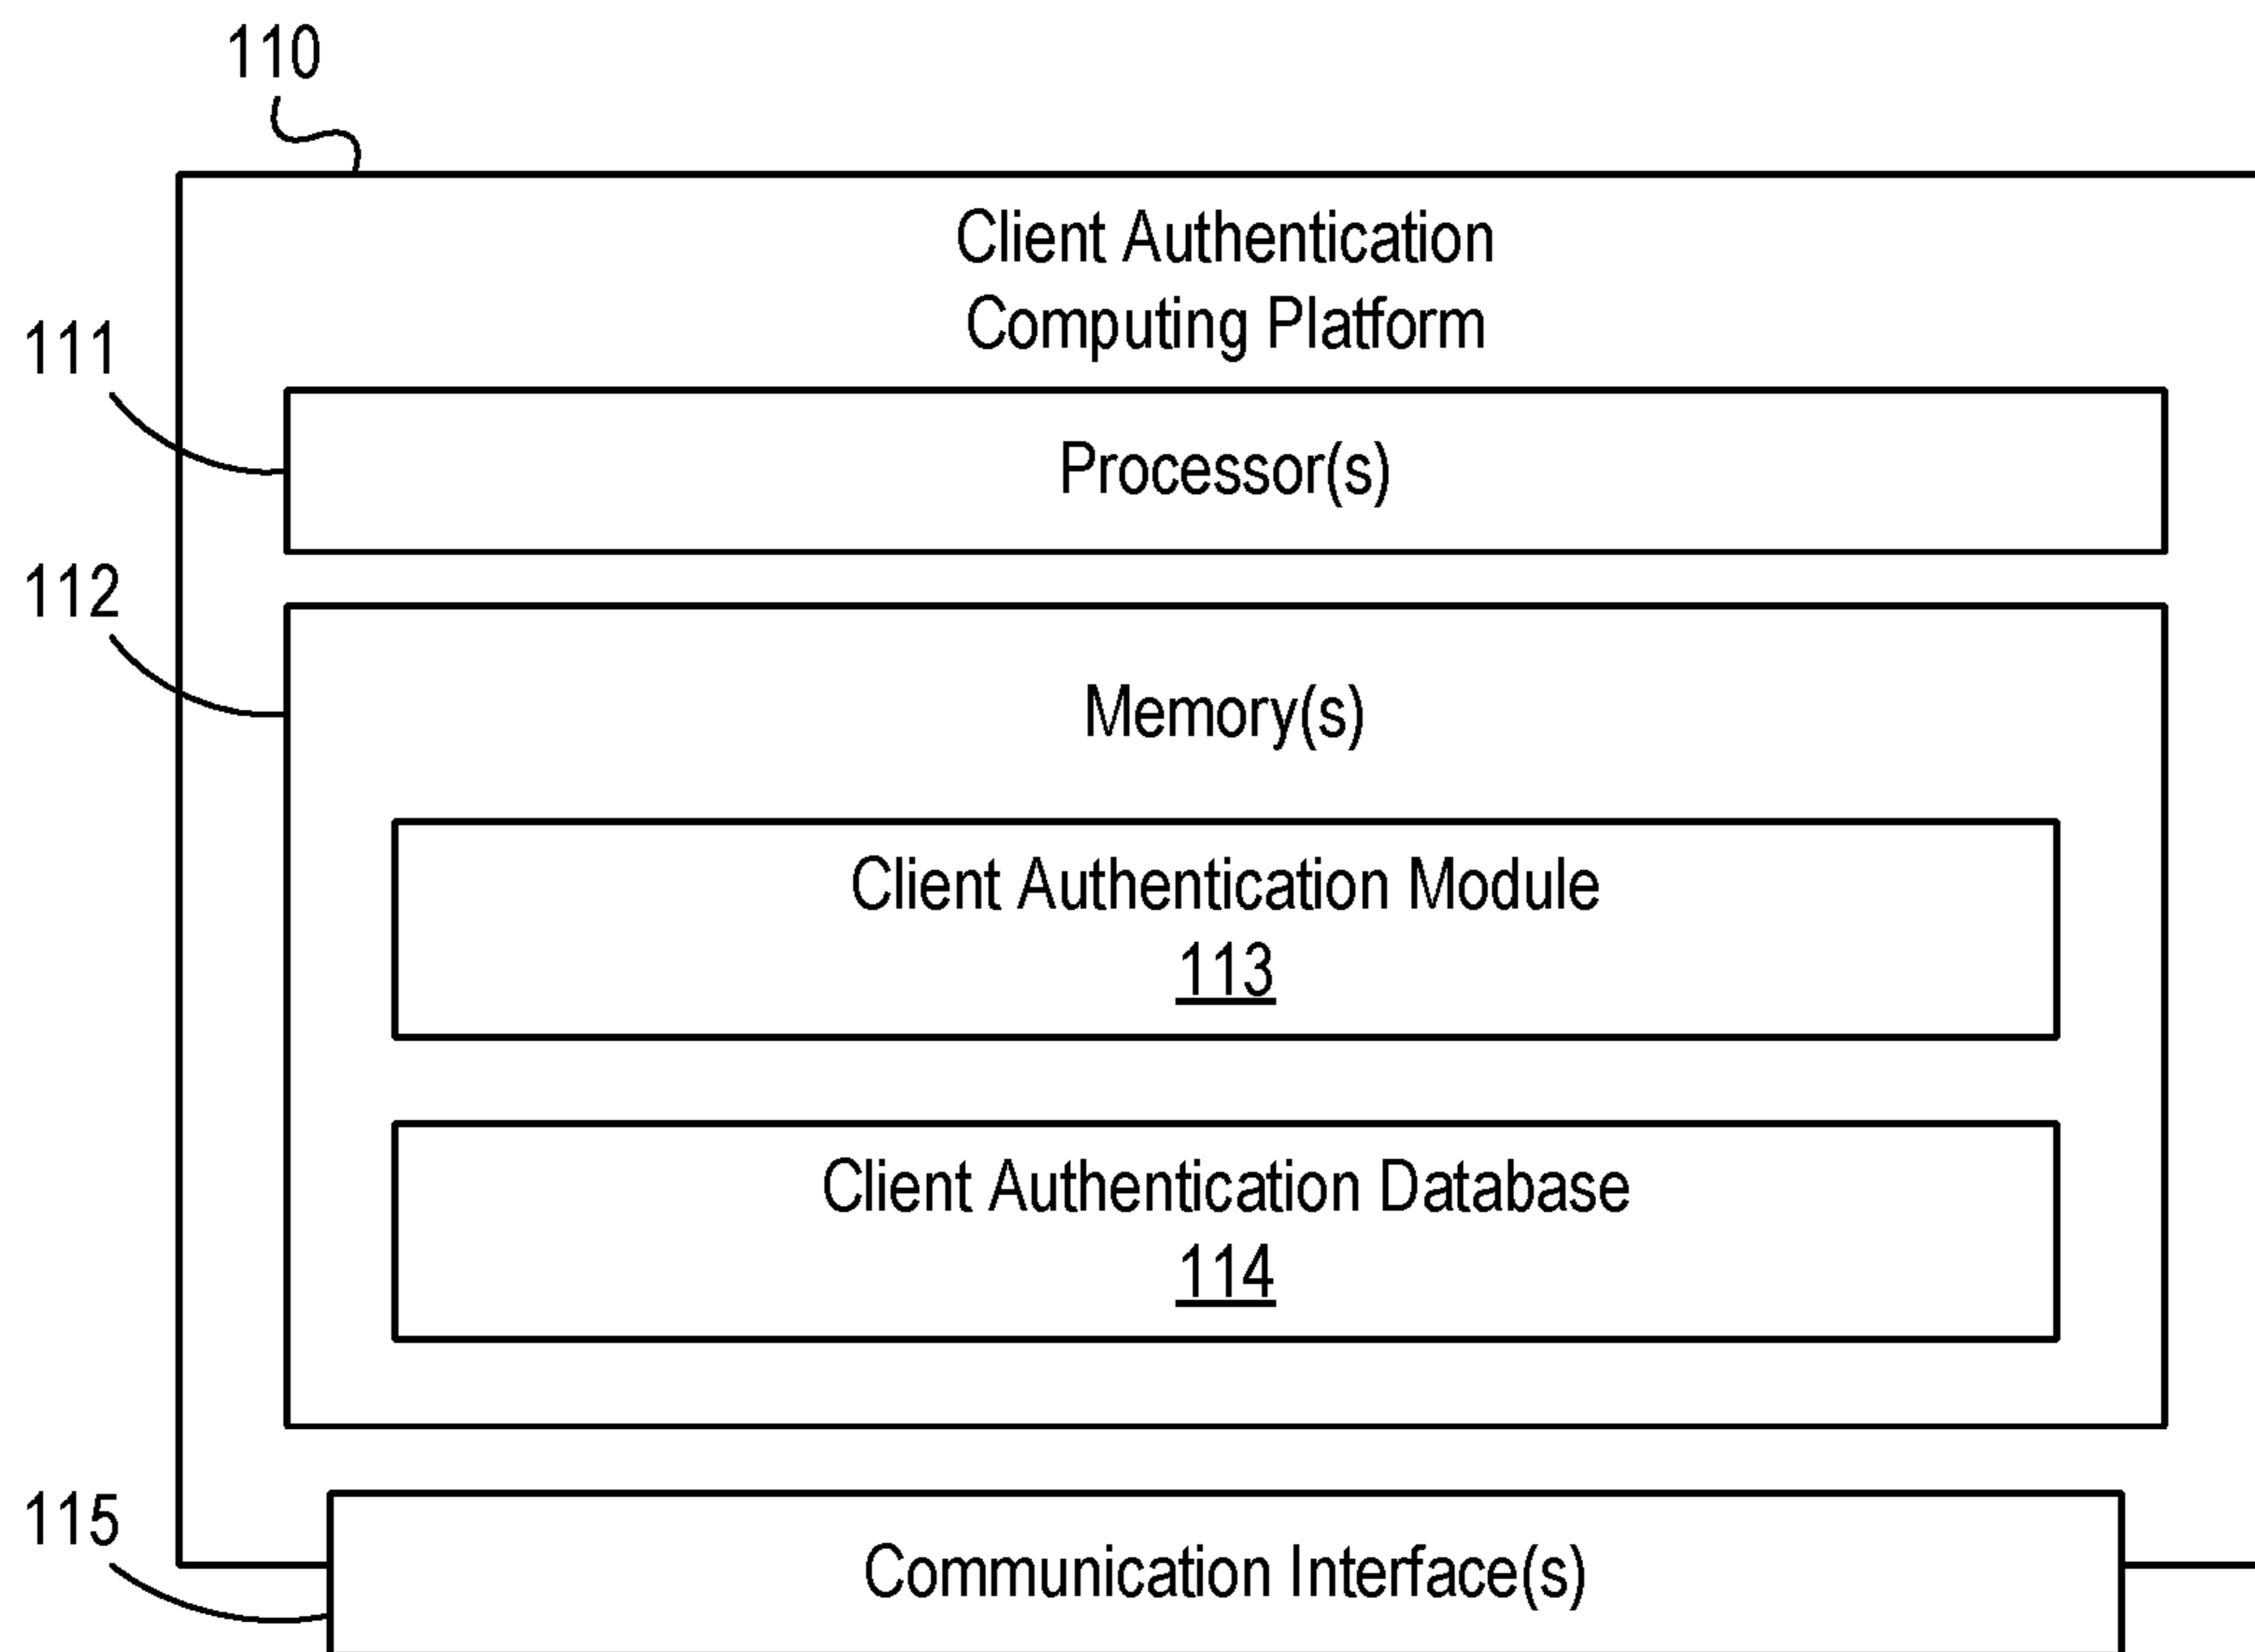 110
Client Authentication
Computing Platform
111
Processor(s)
112
Memory(s)
Client Authentication Module
113
Client Authentication Database
114
115
Communication Interface(s)